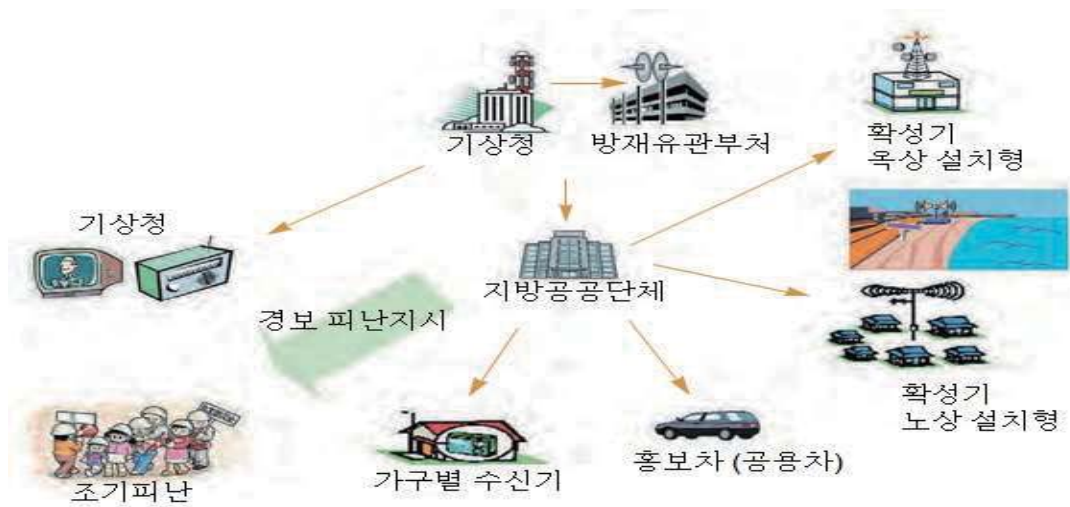 기상청
방재유관부처
확성기
옥상 설치형
기상청
지방공공단체
경보 피난지시
확성기
노상 설치형
조기피난
가구별 수신기
홍보차 (공용차)